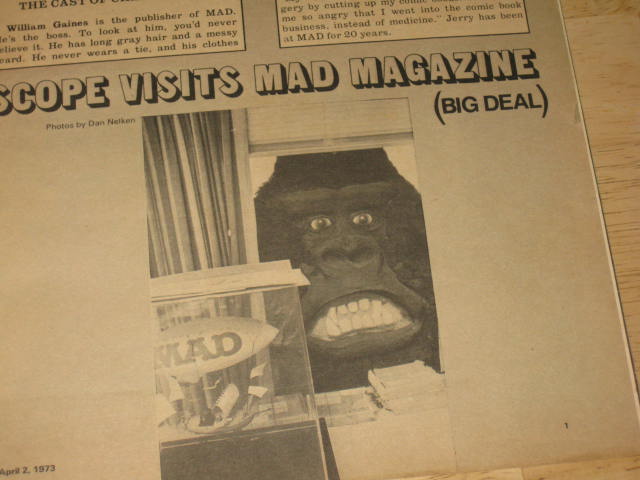 THE CAST OF
William Gaines is the publisher of MAD.
He's the boss. To look at him, you'd never
believe it. He has long gray hair and a messy
beard. He never wears a tie, and his clothes
gery by cutting up my comic
me so angry that I went into the comic book
business, instead of medicine." Jerry has been
at MAD for 20 years.
SCOPE VISITS MAD MAGAZINE
(BIG DEAL)
Photos by Dan Nelken
MAD
1
April 2, 1973